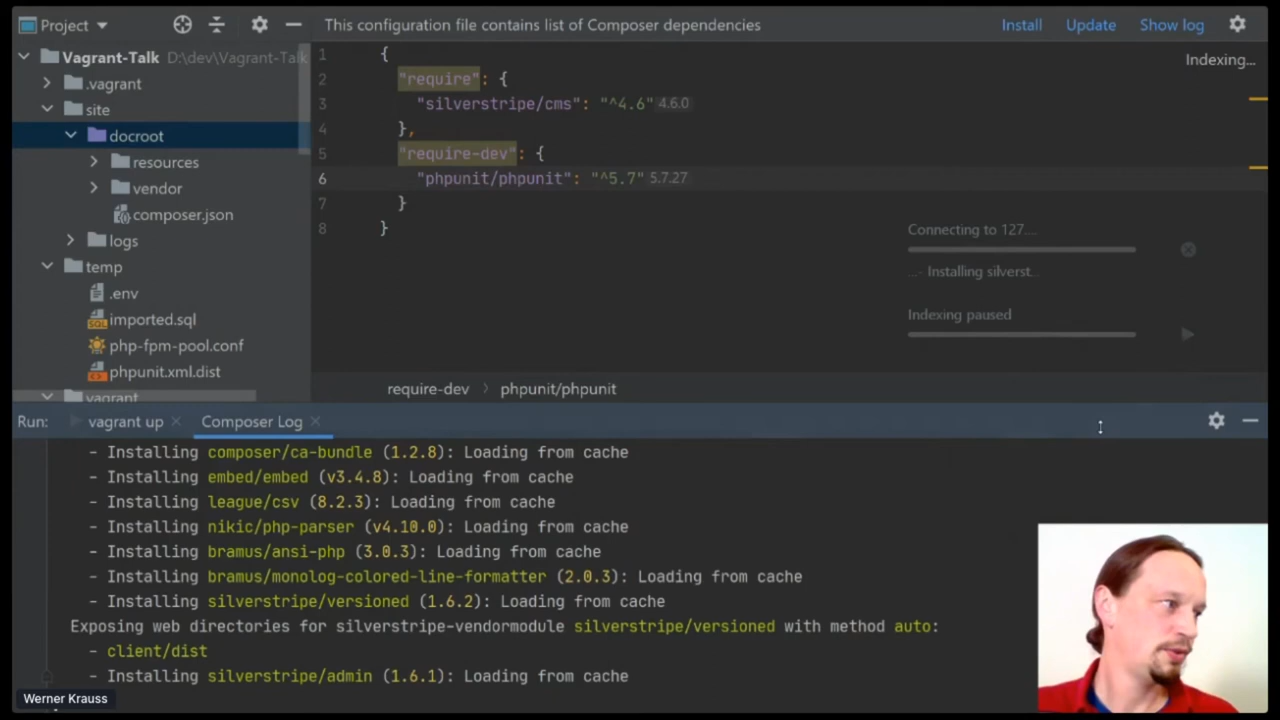 Project
This configuration file contains list of Composer dependencies
Install
Update
Show log
Vagrant-Talk D:\dev\Vagrant-Talk
.vagrant
site
docroot
resources
vendor
composer.json
logs
temp
.env
imported.sql
php-fpm-pool.conf
phpunit.xml.dist
vagrant
1 {
2 "require": {
3 "silverstripe/cms": "^4.6" 4.6.0
4 },
5 "require-dev": {
6 "phpunit/phpunit": "^5.7" 5.7.27
7 }
8 }
Indexing...
Connecting to 127....
...- Installing silverst..
Indexing paused
require-dev > phpunit/phpunit
Run: vagrant up Composer Log
- Installing composer/ca-bundle (1.2.8): Loading from cache
- Installing embed/embed (v3.4.8): Loading from cache
- Installing league/csv (8.2.3): Loading from cache
- Installing nikic/php-parser (v4.10.0): Loading from cache
- Installing bramus/ansi-php (3.0.3): Loading from cache
- Installing bramus/monolog-colored-line-formatter (2.0.3): Loading from cache
- Installing silverstripe/versioned (1.6.2): Loading from cache
Exposing web directories for silverstripe-vendormodule silverstripe/versioned with method auto:
- client/dist
- Installing silverstripe/admin (1.6.1): Loading from cache
Werner Krauss